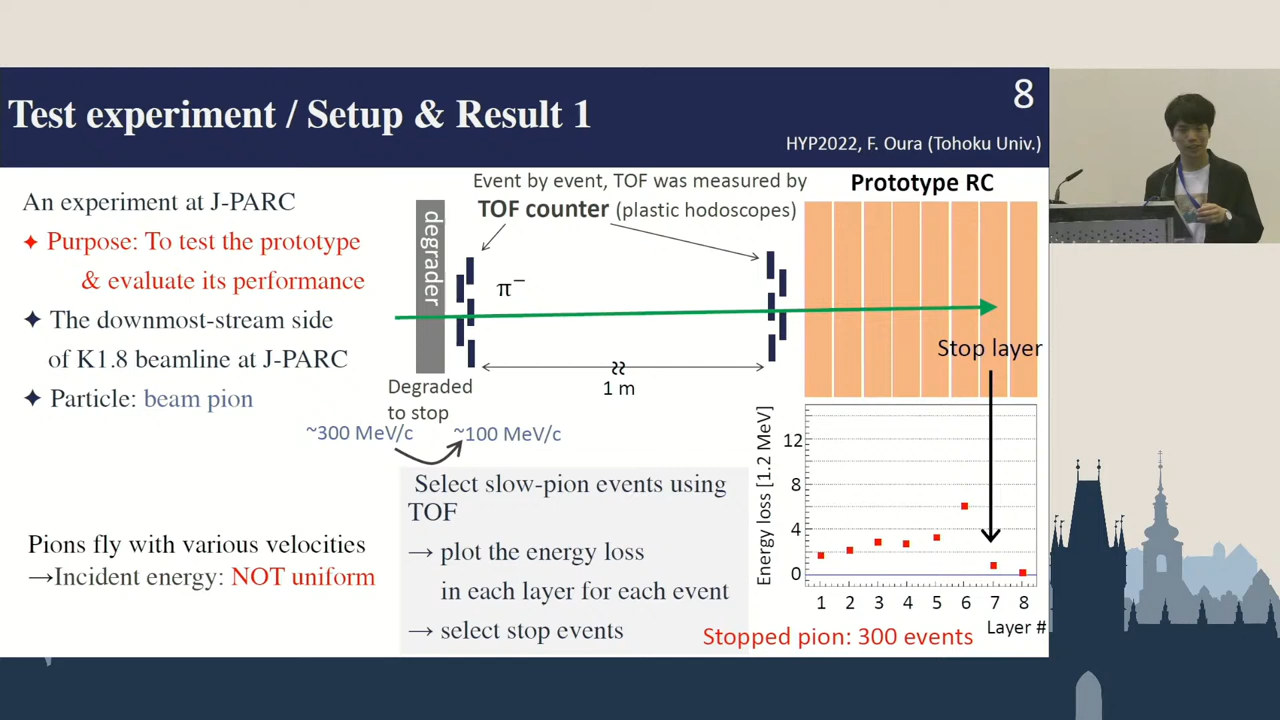 Test experiment / Setup & Result 1
8
HYP2022, F. Oura (Tohoku Univ.)
An experiment at J-PARC
✦ Purpose: To test the prototype
& evaluate its performance
✦ The downmost-stream side
of K1.8 beamline at J-PARC
✦ Particle: beam pion
Pions fly with various velocities
→Incident energy: NOT uniform
Event by event, TOF was measured by
TOF counter (plastic hodoscopes)
degrader
π⁻
1 m
Degraded
to stop
~300 MeV/c
~100 MeV/c
Select slow-pion events using
TOF
→ plot the energy loss
in each layer for each event
→ select stop events
Prototype RC
Stop layer
Energy loss [1.2 MeV]
12
8
4
0
1 2 3 4 5 6 7 8
Layer #
Stopped pion: 300 events